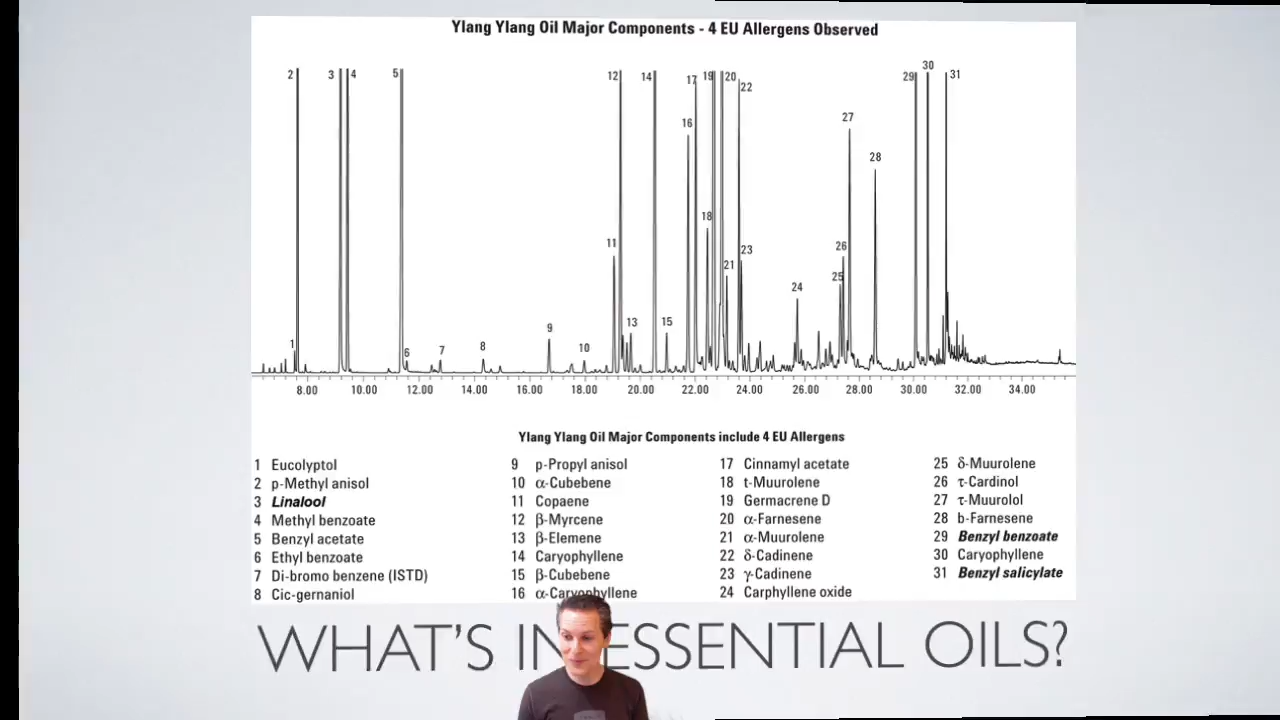 Ylang Ylang Oil Major Components - 4 EU Allergens Observed
1
2
3
4
5
6
7
8
9
10
11
12
13
14
15
16
17
18
19
20
21
22
23
24
25
26
27
28
29
30
31
8.00 10.00 12.00 14.00 16.00 18.00 20.00 22.00 24.00 26.00 28.00 30.00 32.00 34.00
Ylang Ylang Oil Major Components include 4 EU Allergens
1 Eucolyptol
2 p-Methyl anisol
3 Linalool
4 Methyl benzoate
5 Benzyl acetate
6 Ethyl benzoate
7 Di-bromo benzene (ISTD)
8 Cic-gernaniol
9 p-Propyl anisol
10 α-Cubebene
11 Copaene
12 β-Myrcene
13 β-Elemene
14 Caryophyllene
15 β-Cubebene
16 α-Caryophyllene
17 Cinnamyl acetate
18 t-Muurolene
19 Germacrene D
20 α-Farnesene
21 α-Muurolene
22 δ-Cadinene
23 γ-Cadinene
24 Carphyllene oxide
25 δ-Muurolene
26 τ-Cardinol
27 τ-Muurolol
28 b-Farnesene
29 Benzyl benzoate
30 Caryophyllene
31 Benzyl salicylate
WHAT'S IN ESSENTIAL OILS?